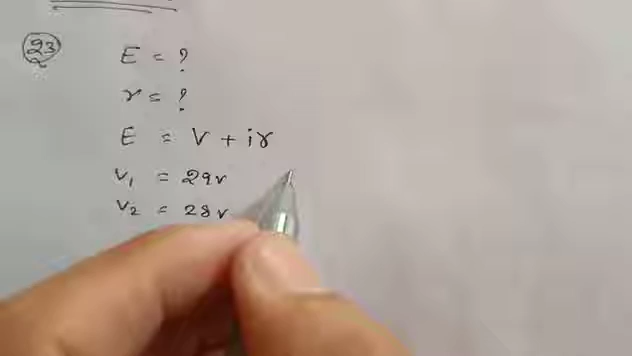 23
E = ?
r = ?
E = V + ir
V₁ = 29v
V₂ = 28v